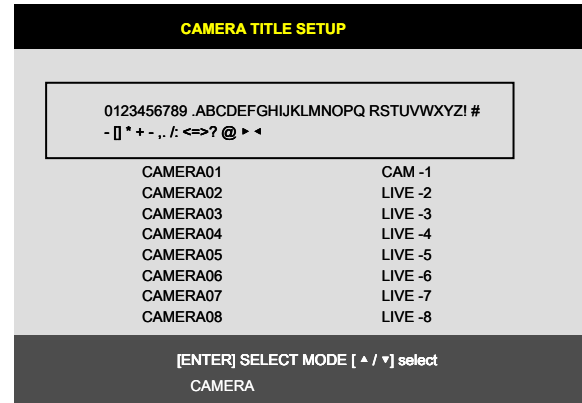 CAMERA TITLE SETUP
0123456789 .ABCDEFGHIJKLMNOPQ RSTUVWXYZ! #
- [] * + - ,. /: <=>? @ ► ◄
CAMERA01 CAM -1
CAMERA02 LIVE -2
CAMERA03 LIVE -3
CAMERA04 LIVE -4
CAMERA05 LIVE -5
CAMERA06 LIVE -6
CAMERA07 LIVE -7
CAMERA08 LIVE -8
[ENTER] SELECT MODE [ ▲ / ▼] select
CAMERA